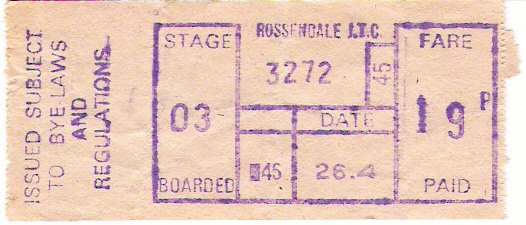 ISSUED SUBJECT
TO BYE-LAWS
AND
REGULATIONS
STAGE
03
BOARDED
ROSSENDALE J.T.C.
3272
45
45
DATE
26.4
FARE
19P
PAID